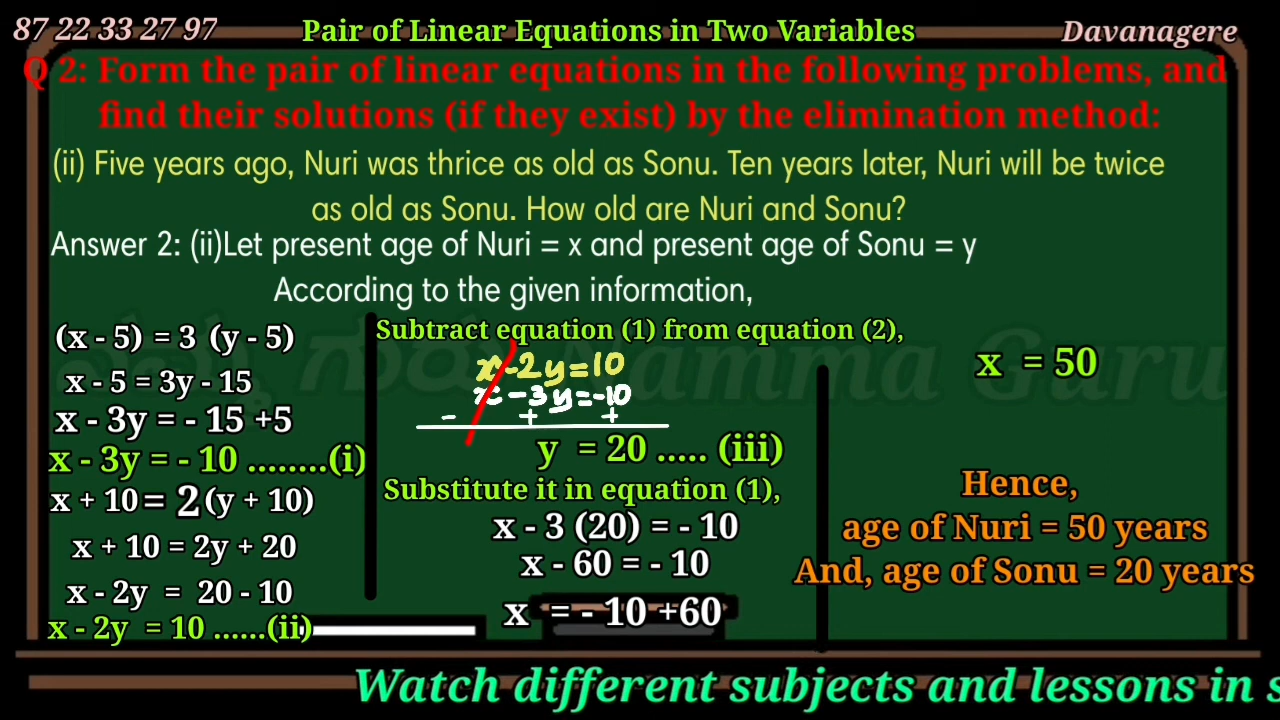 87 22 33 27 97
Pair of Linear Equations in Two Variables
Davanagere
Q 2: Form the pair of linear equations in the following problems, and
find their solutions (if they exist) by the elimination method:
(ii) Five years ago, Nuri was thrice as old as Sonu. Ten years later, Nuri will be twice
as old as Sonu. How old are Nuri and Sonu?
Answer 2: (ii)Let present age of Nuri = x and present age of Sonu = y
According to the given information,
(x - 5) = 3 (y - 5)
x - 5 = 3y - 15
x - 3y = - 15 +5
x - 3y = - 10 ........(i)
x + 10 = 2 (y + 10)
x + 10 = 2y + 20
x - 2y = 20 - 10
x - 2y = 10 ......(ii)
Subtract equation (1) from equation (2),
x - 2y = 10
x - 3y = -10
- + +
y = 20 ..... (iii)
Substitute it in equation (1),
x - 3 (20) = - 10
x - 60 = - 10
x = - 10 +60
x = 50
Hence,
age of Nuri = 50 years
And, age of Sonu = 20 years
Gamma Guru
Watch different subjects and lessons in s